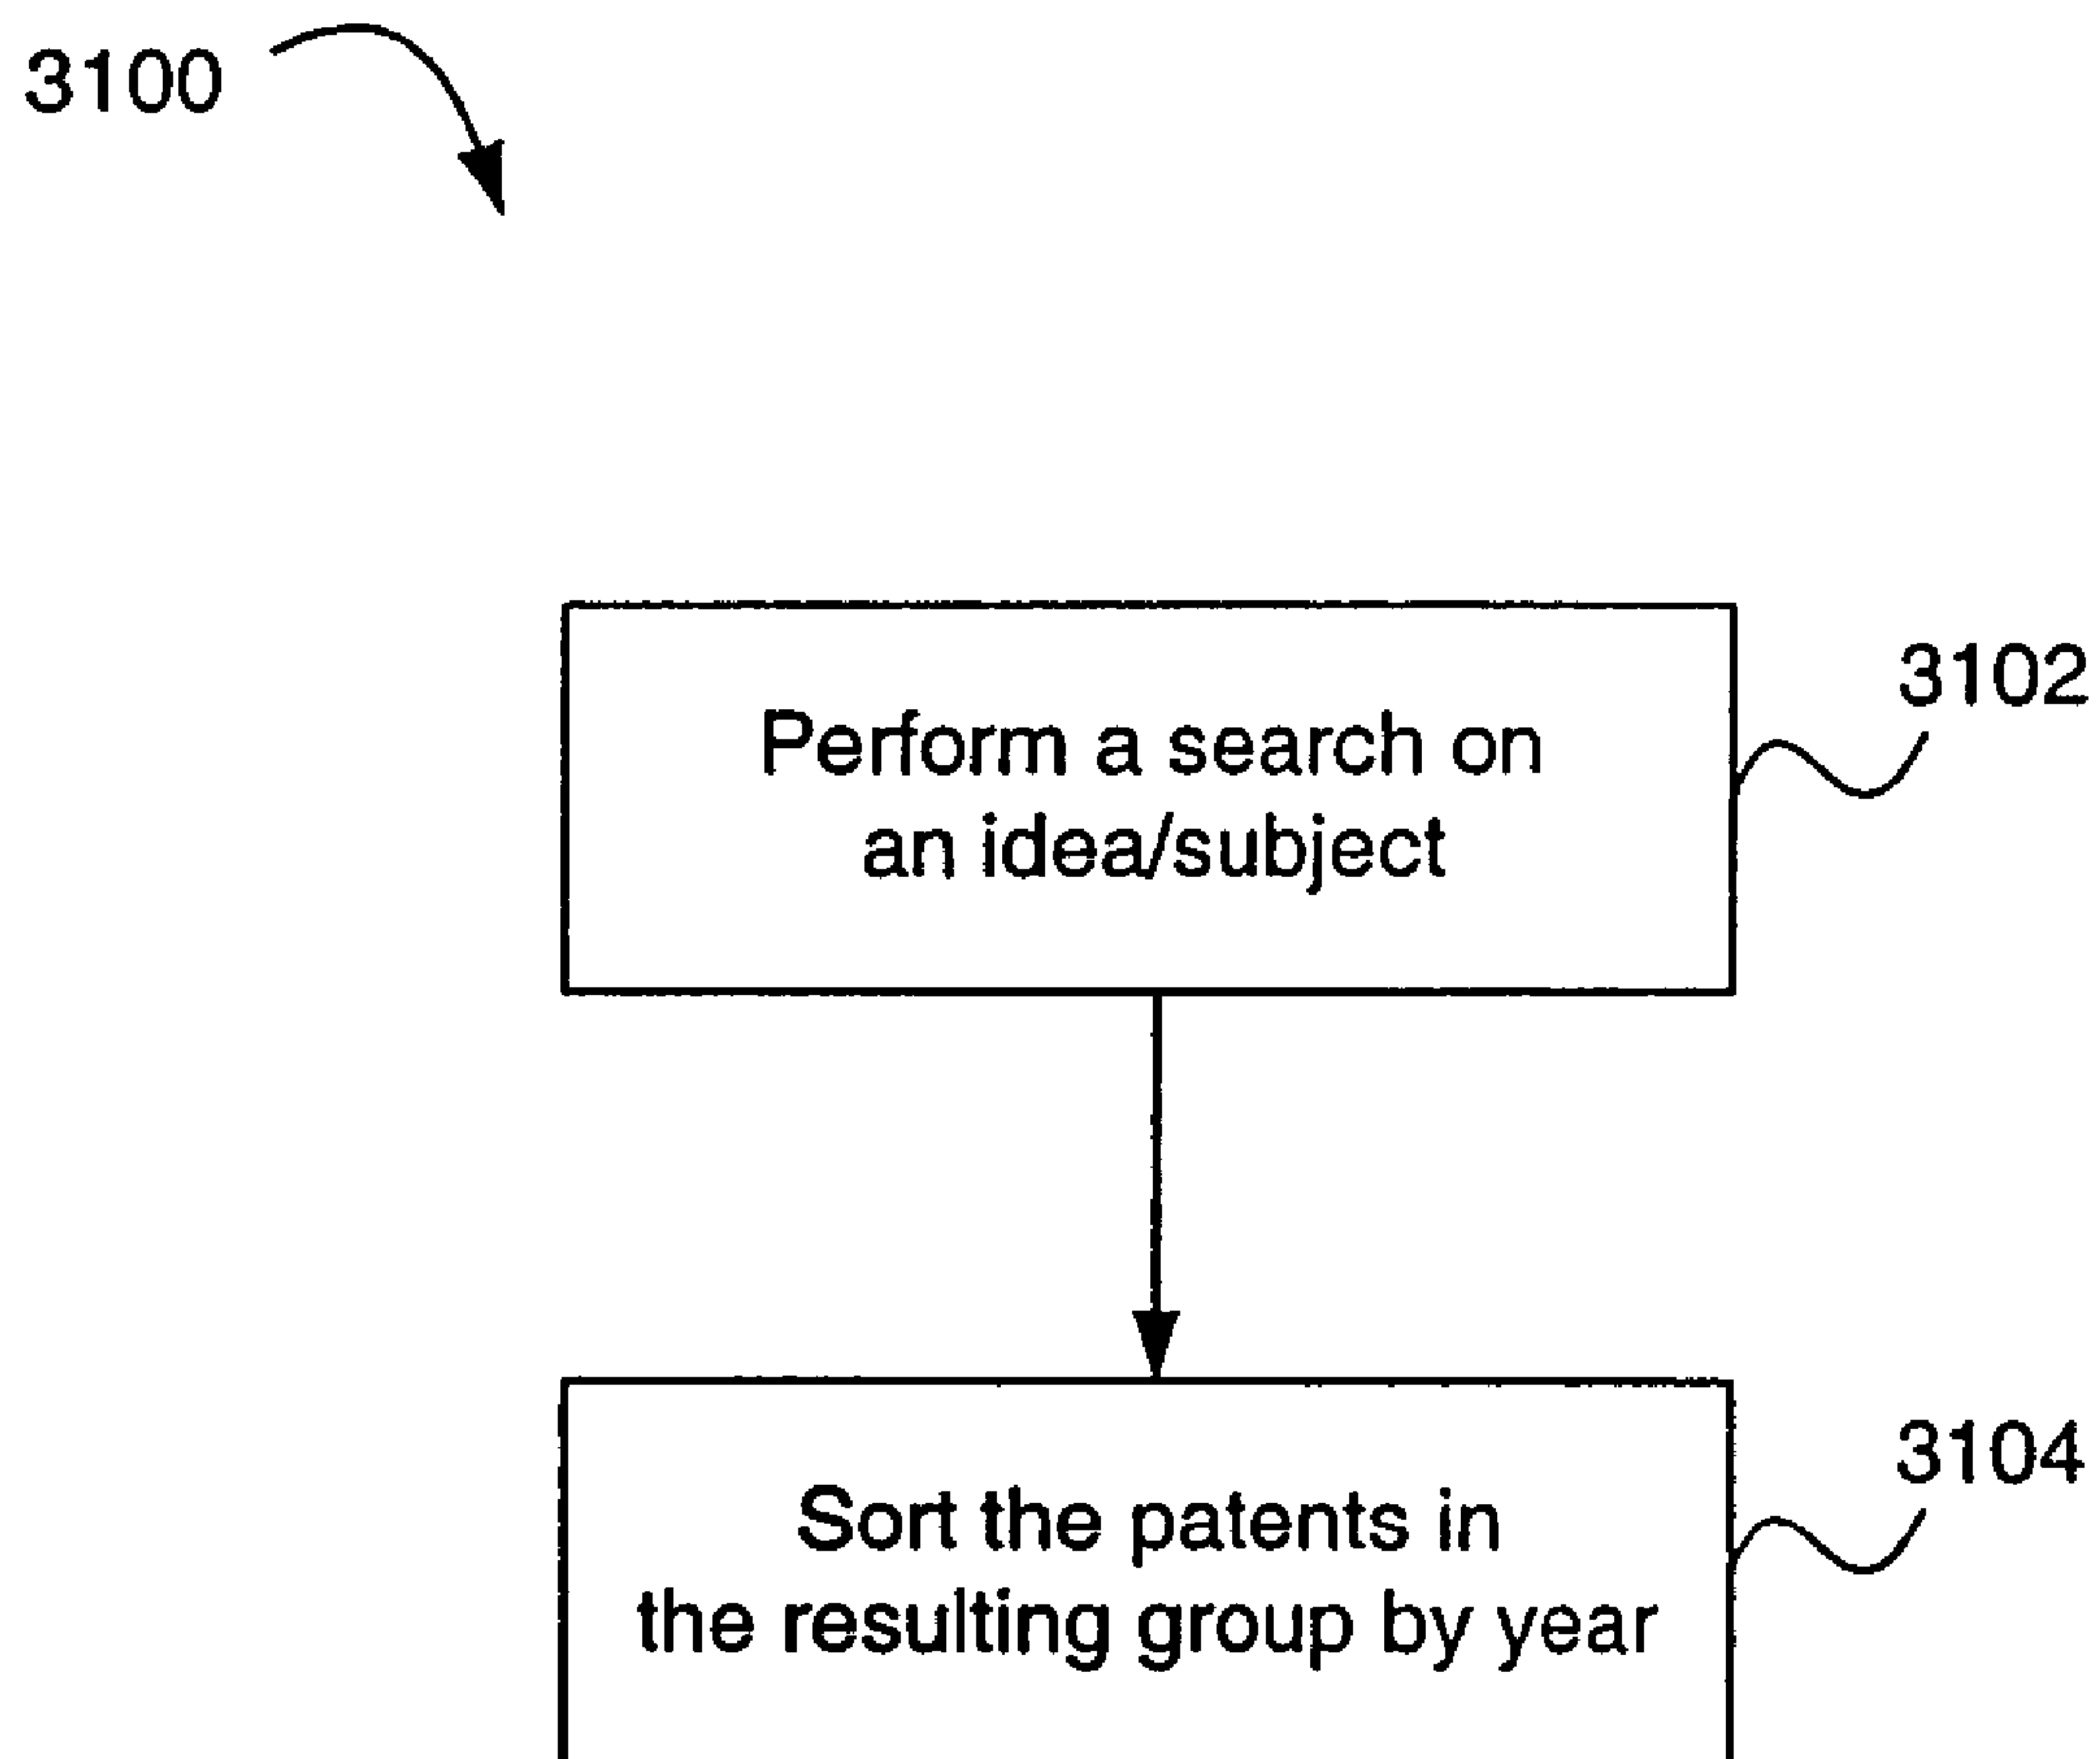 3100
3102
Perform a search on
an idea/subject
3104
Sort the patents in
the resulting group by year